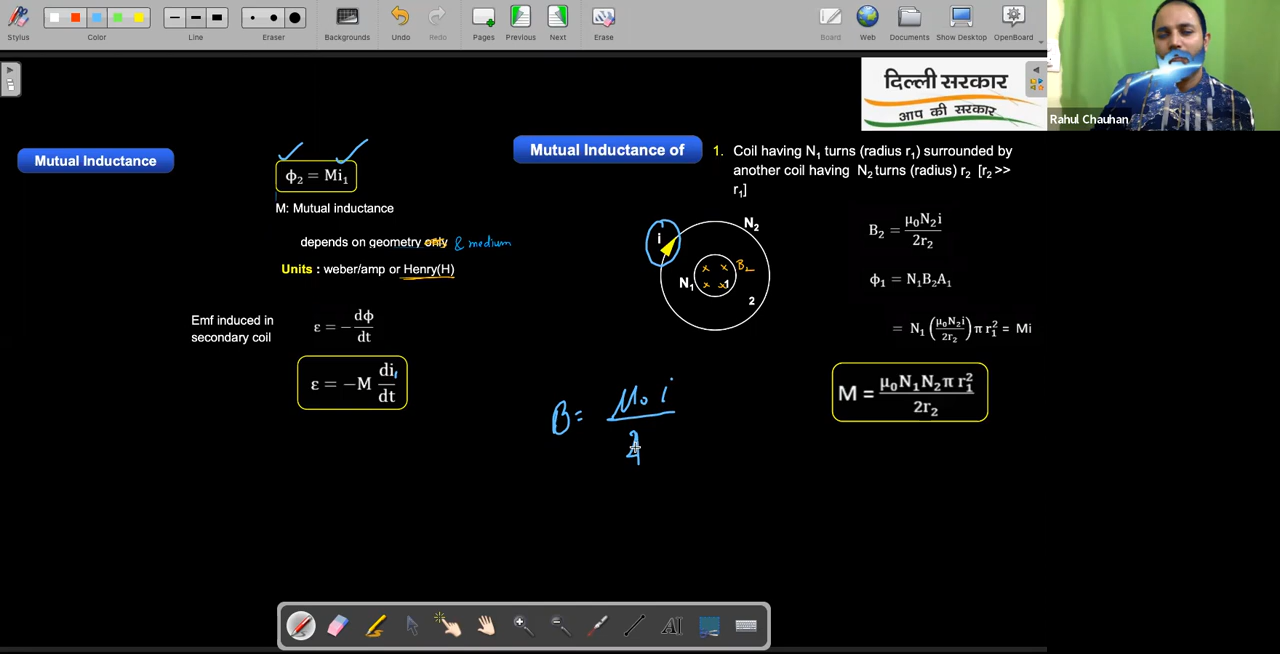 Stylus
Color
Line
Eraser
Backgrounds
Undo
Redo
Pages
Previous
Next
Erase
Board
Web
Documents
Show Desktop
OpenBoard
दिल्ली सरकार
आप की सरकार
Rahul Chauhan
Mutual Inductance
ϕ₂ = Mi₁
M: Mutual inductance
depends on geometry only & medium
Units : weber/amp or Henry(H)
Emf induced in
secondary coil
ε = − dϕ/dt
ε = −M di₁/dt
Mutual Inductance of
1. Coil having N₁ turns (radius r₁) surrounded by
another coil having N₂ turns (radius) r₂ [r₂ >>
r₁]
i
N₂
B₂
N₁
1
2
B₂ = μ₀N₂i/2r₂
ϕ₁ = N₁B₂A₁
= N₁ (μ₀N₂i/2r₂) π r₁² = Mi
M = μ₀N₁N₂π r₁²/2r₂
B = μ₀ i/2
AI